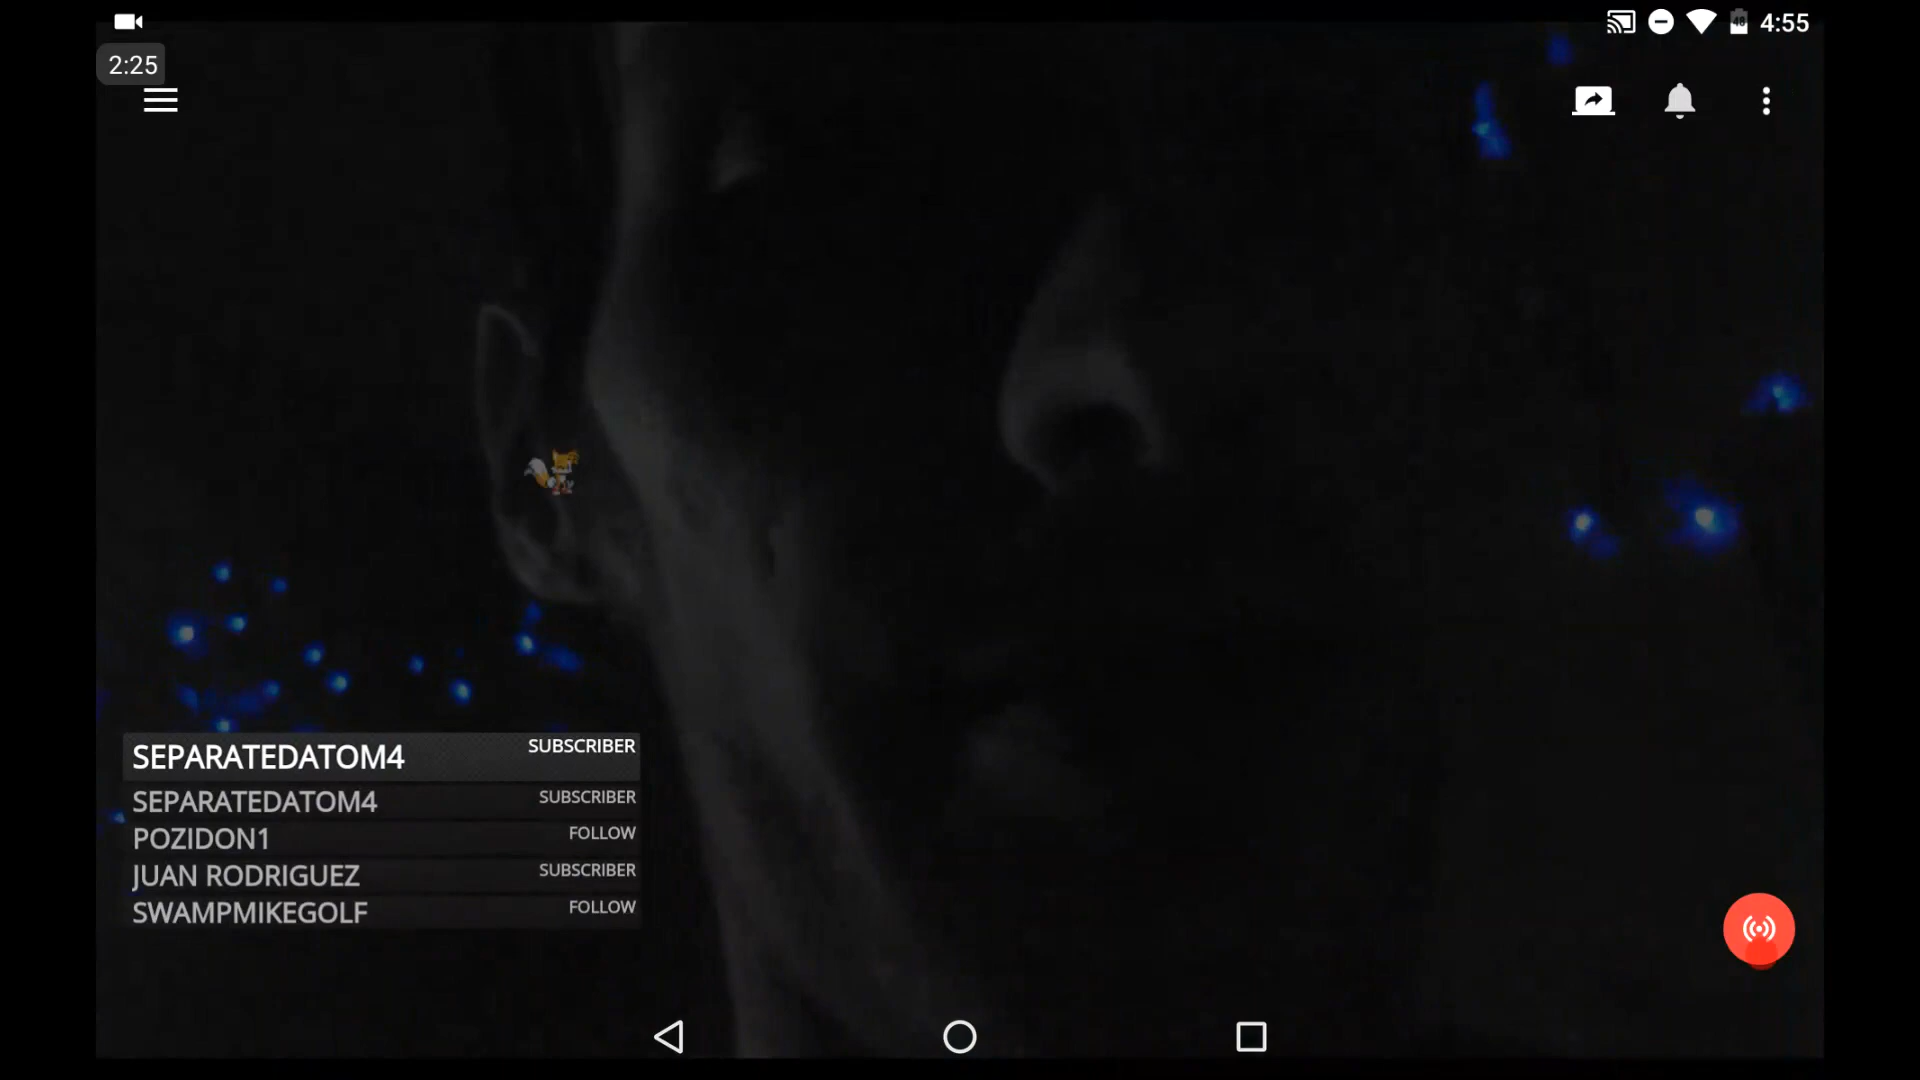 4:55
2:25
SEPARATEDATOM4 SUBSCRIBER
SEPARATEDATOM4 SUBSCRIBER
POZIDON1 FOLLOW
JUAN RODRIGUEZ SUBSCRIBER
SWAMPMIKEGOLF FOLLOW